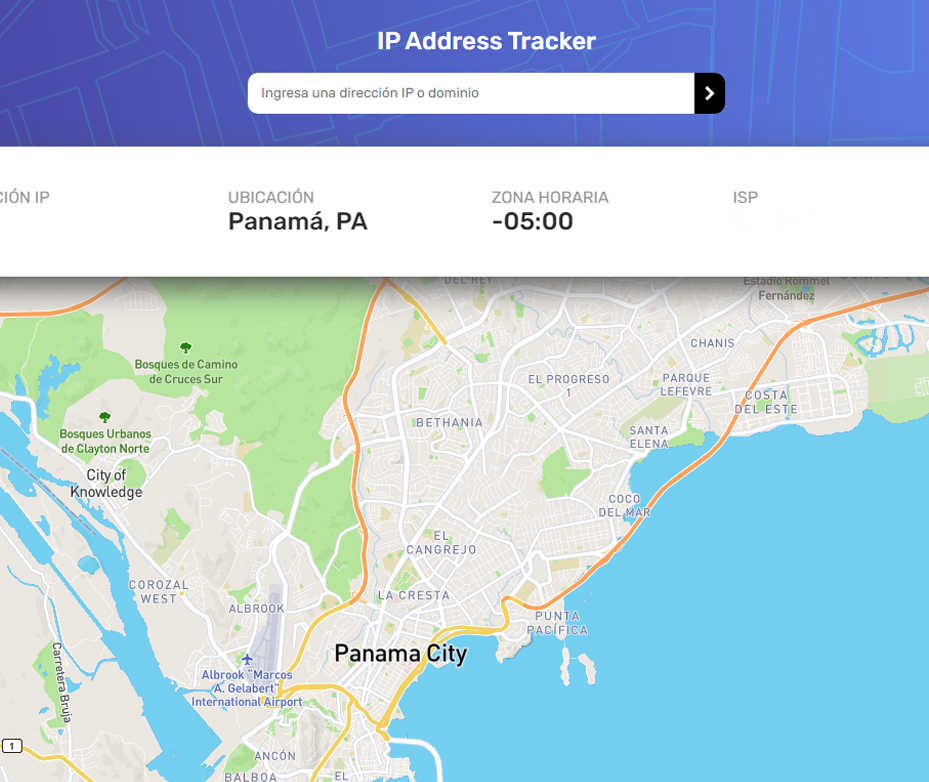 IP Address Tracker
Ingresa una dirección IP o dominio
CIÓN IP
UBICACIÓN
Panamá, PA
ZONA HORARIA
-05:00
ISP
DEL REY
Estadio Rommel
Fernández
CHANIS
Bosques de Camino
de Cruces Sur
EL PROGRESO
1
PARQUE
LEFEVRE
COSTA
DEL ESTE
BETHANIA
SANTA
ELENA
Bosques Urbanos
de Clayton Norte
City of
Knowledge
COCO
DEL MAR
EL
CANGREJO
COROZAL
WEST
ALBROOK
LA CRESTA
PUNTA
PACÍFICA
Panama City
Albrook "Marcos
A. Gelabert"
International Airport
Carretera Bruja
1
ANCÓN
BALBOA
EL